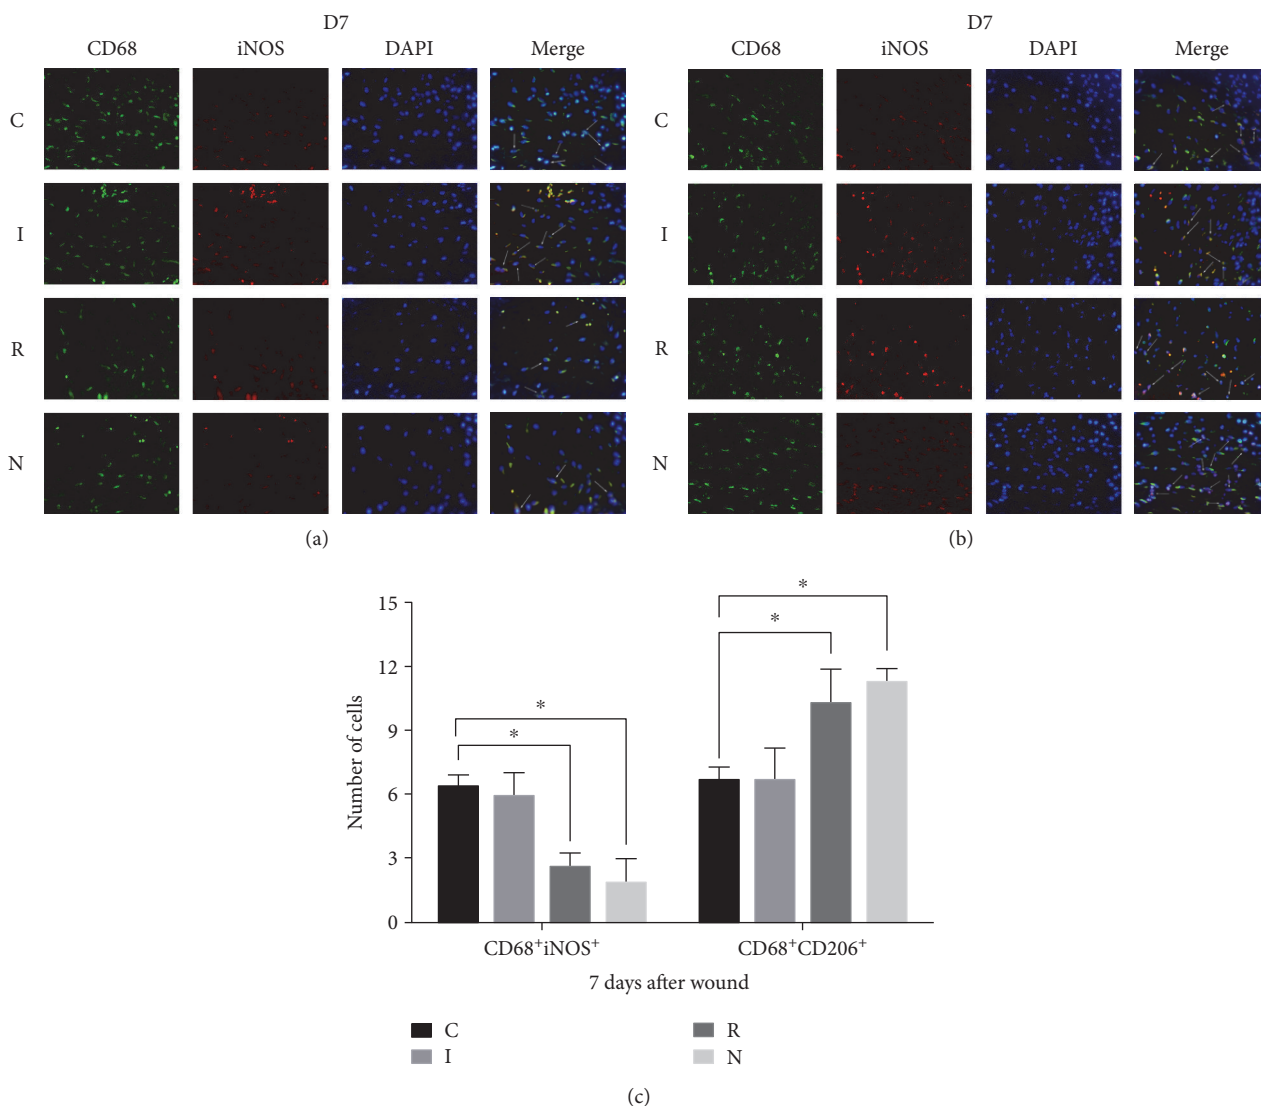 D7
CD68 iNOS DAPI Merge
C
I
R
N
(a)
D7
CD68 iNOS DAPI Merge
C
I
R
N
(b)
15
12
9
6
3
0
Number of cells
*
*
*
*
CD68⁺iNOS⁺ CD68⁺CD206⁺
7 days after wound
C R
I N
(c)